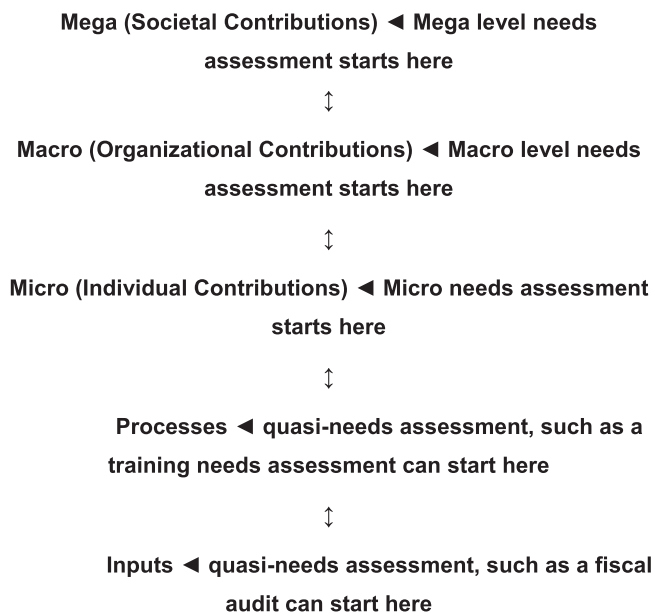 Mega (Societal Contributions) ◄ Mega level needs
assessment starts here
↕
Macro (Organizational Contributions) ◄ Macro level needs
assessment starts here
↕
Micro (Individual Contributions) ◄ Micro needs assessment
starts here
↕
Processes ◄ quasi-needs assessment, such as a
training needs assessment can start here
↕
Inputs ◄ quasi-needs assessment, such as a fiscal
audit can start here